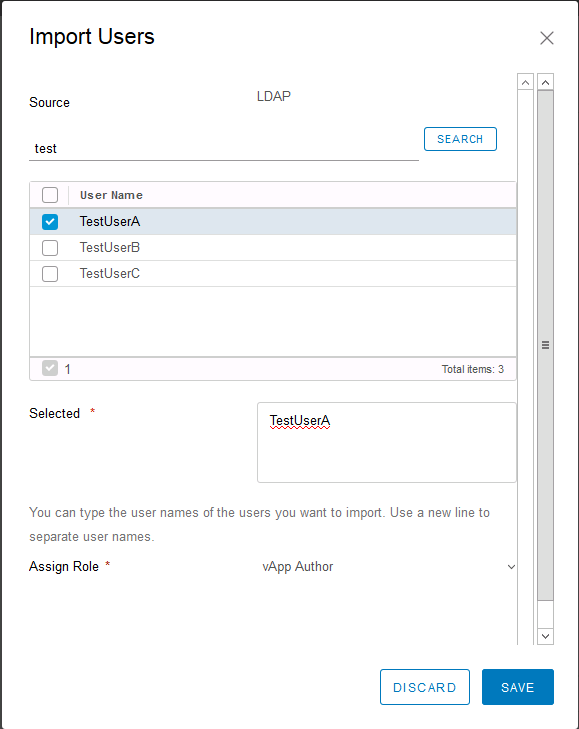 Import Users
Source
LDAP
test
SEARCH
User Name
TestUserA
TestUserB
TestUserC
1
Total items: 3
Selected *
TestUserA
You can type the user names of the users you want to import. Use a new line to
separate user names.
Assign Role *
vApp Author
DISCARD
SAVE